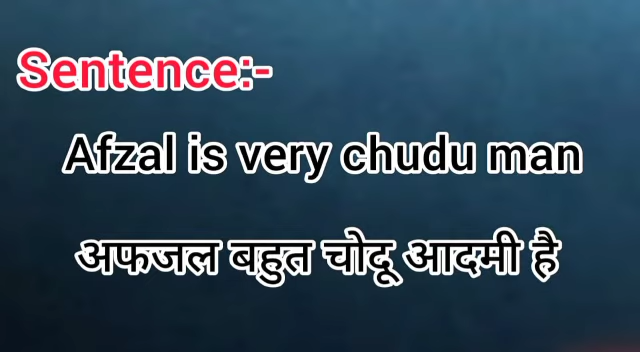 Sentence:-
Afzal is very chudu man
अफजल बहुत चोदू आदमी है